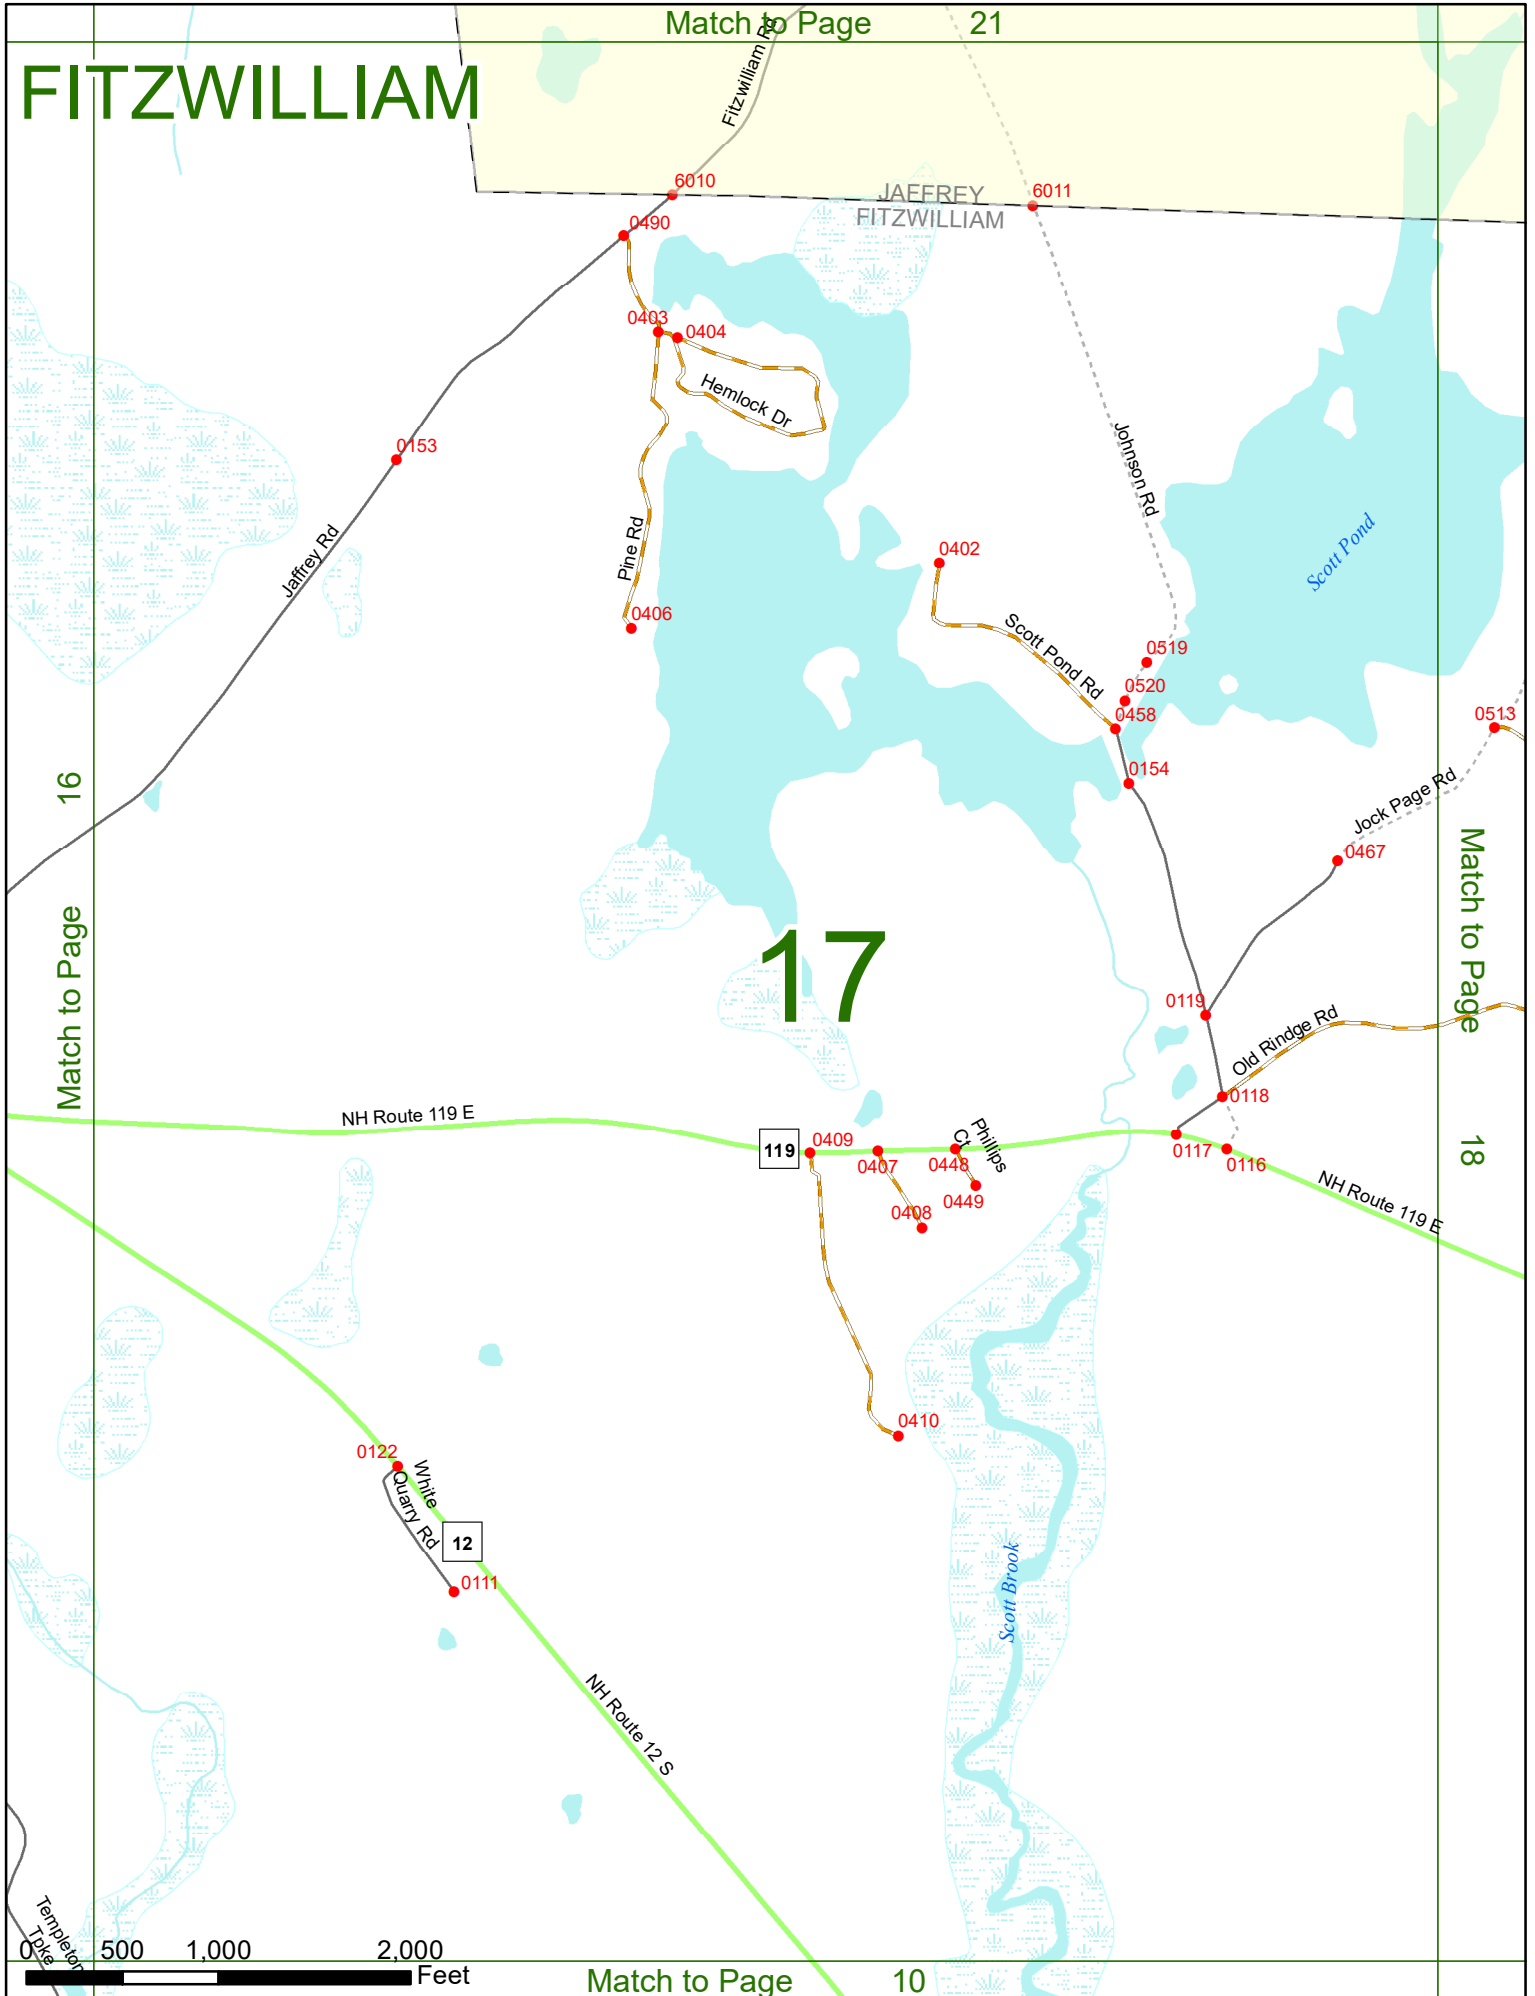 Match to Page 21
FITZWILLIAM
Fitzwilliam Rd
6010
JAFFREY
6011
FITZWILLIAM
0490
0403
0404
Hemlock Dr
Johnson Rd
0153
Jaffrey Rd
Pine Rd
Scott Pond
0402
0406
Scott Pond Rd
0519
0520
0458
0513
0154
16
Match to Page
Jock Page Rd
0467
Match to Page
18
17
0119
Old Rindge Rd
0118
NH Route 119 E
119
0409
0407
0448
Phillips
Ct
0117
0116
0449
0408
NH Route 119 E
0410
0122
White
Quarry Rd
12
0111
Scott Brook
NH Route 12 S
Templeton
Tpke
0 500 1,000 2,000
Feet
Match to Page 10